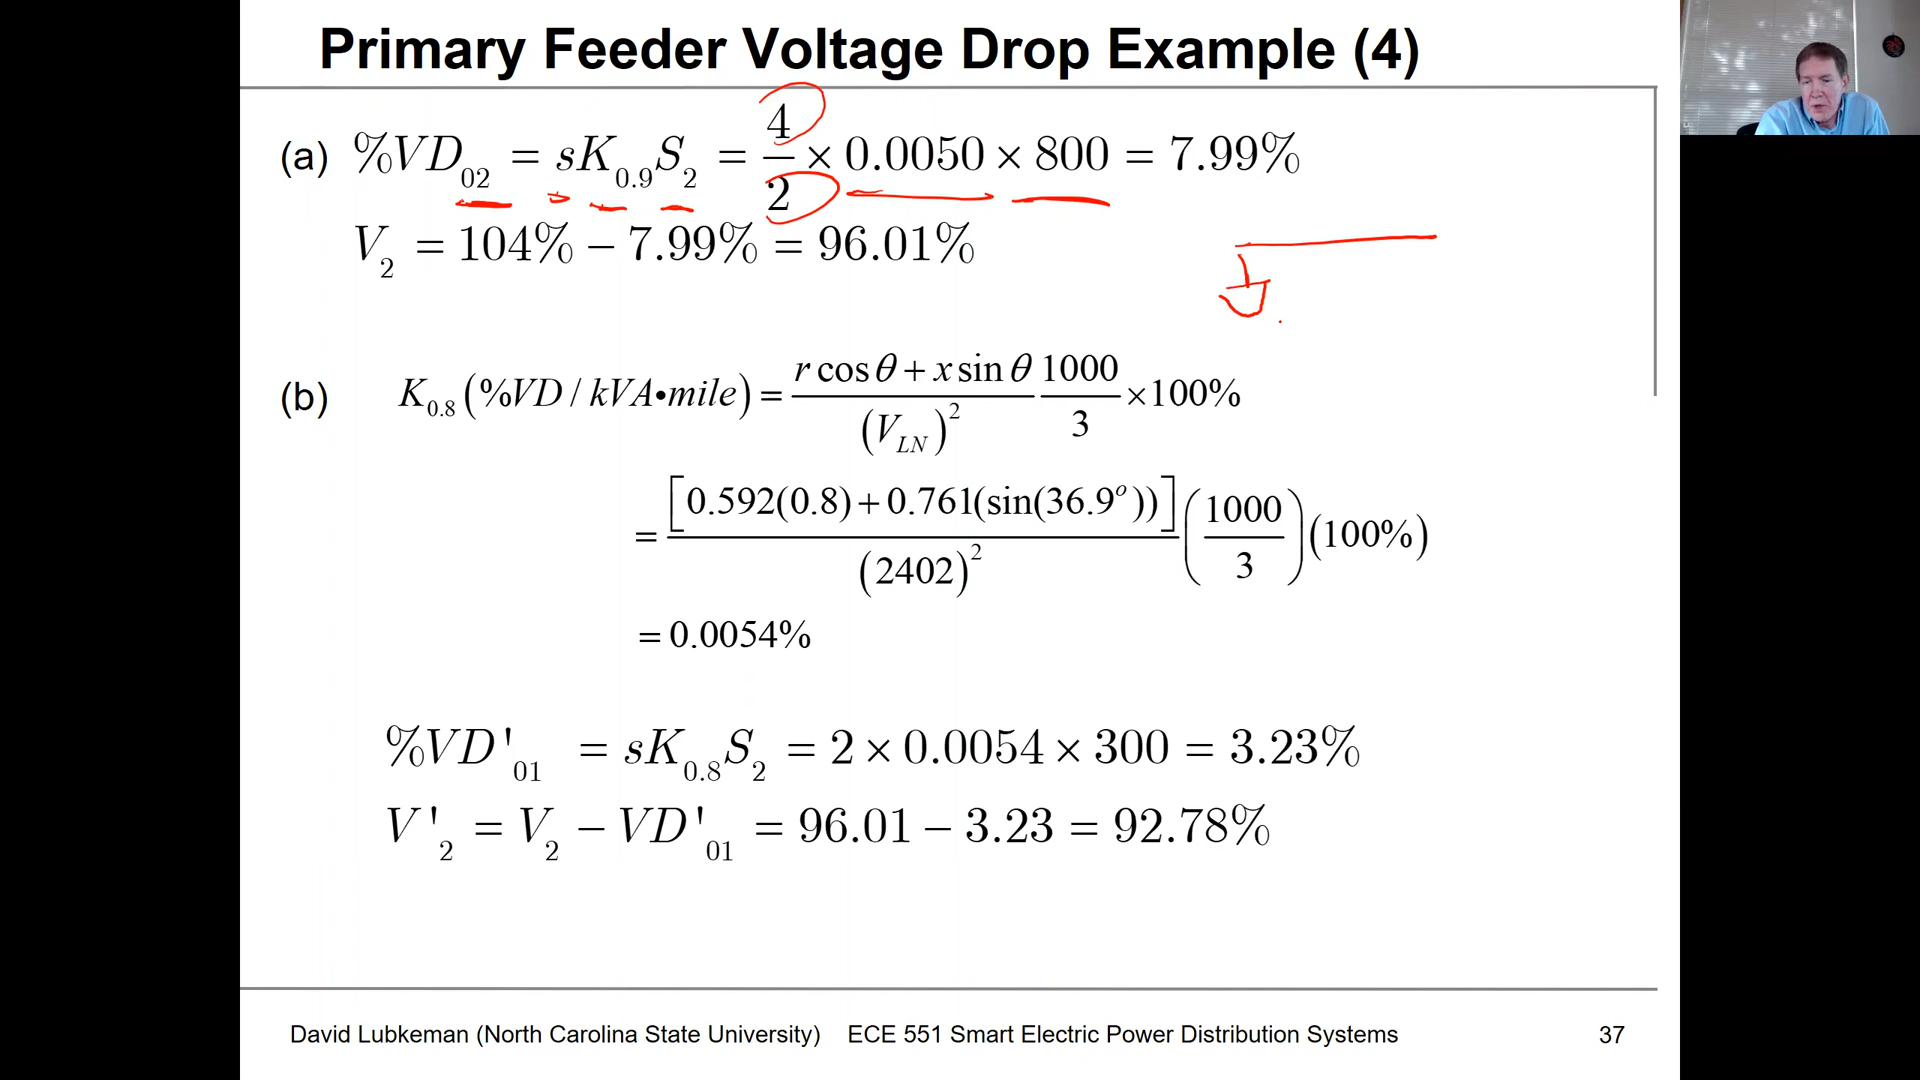 Primary Feeder Voltage Drop Example (4)
(a) %VD₀₂ = sK₀.₉S₂ = 4/2 × 0.0050 × 800 = 7.99%
V₂ = 104% − 7.99% = 96.01%
(b) K₀.₈ (%VD / kVA•mile) = (r cos θ + x sin θ)/(V_LN)² 1000/3 ×100%
= [0.592(0.8) + 0.761(sin(36.9°))]/(2402)² (1000/3)(100%)
= 0.0054%
%VD'₀₁ = sK₀.₈S₂ = 2 × 0.0054 × 300 = 3.23%
V'₂ = V₂ − VD'₀₁ = 96.01 − 3.23 = 92.78%
David Lubkeman (North Carolina State University) ECE 551 Smart Electric Power Distribution Systems 37